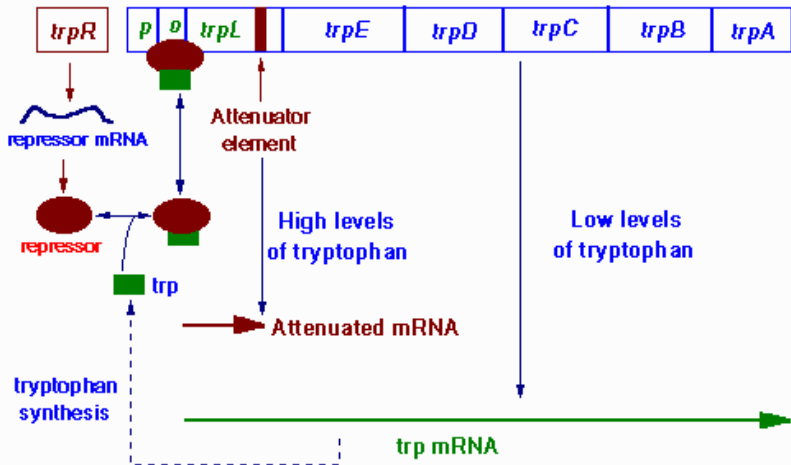 trpR p o trpL trpE trpD trpC trpB trpA
repressor mRNA
Attenuator
element
repressor
High levels
of tryptophan
Low levels
of tryptophan
trp
Attenuated mRNA
tryptophan
synthesis
trp mRNA